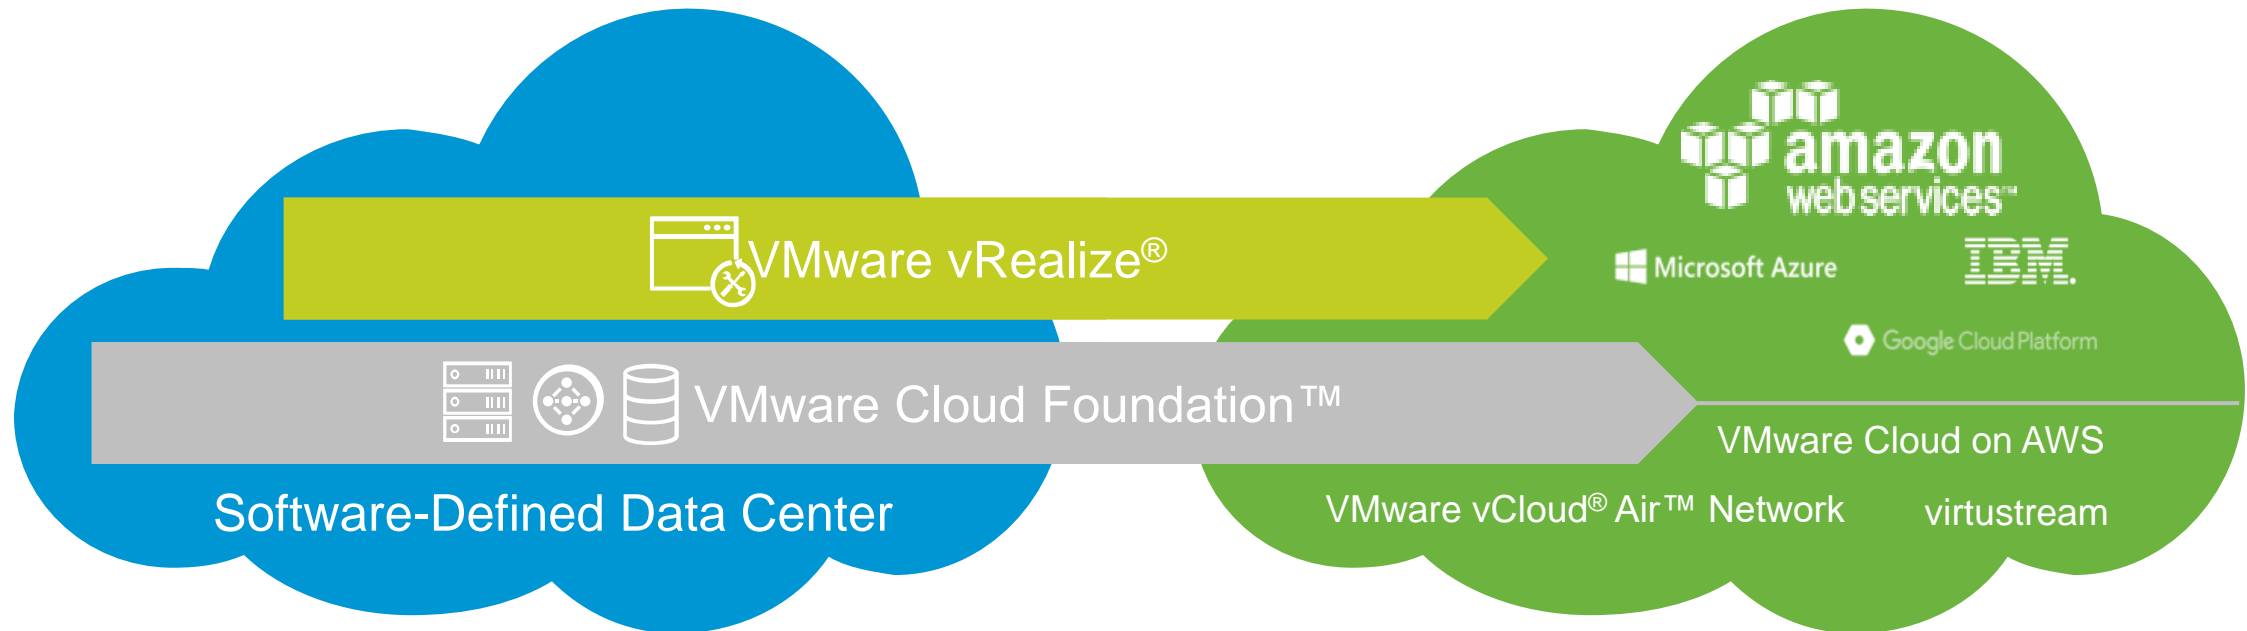 amazon
web services™
VMware vRealize®
Microsoft Azure
IBM.
Google Cloud Platform
VMware Cloud Foundation™
VMware Cloud on AWS
Software-Defined Data Center
VMware vCloud® Air™ Network
virtustream